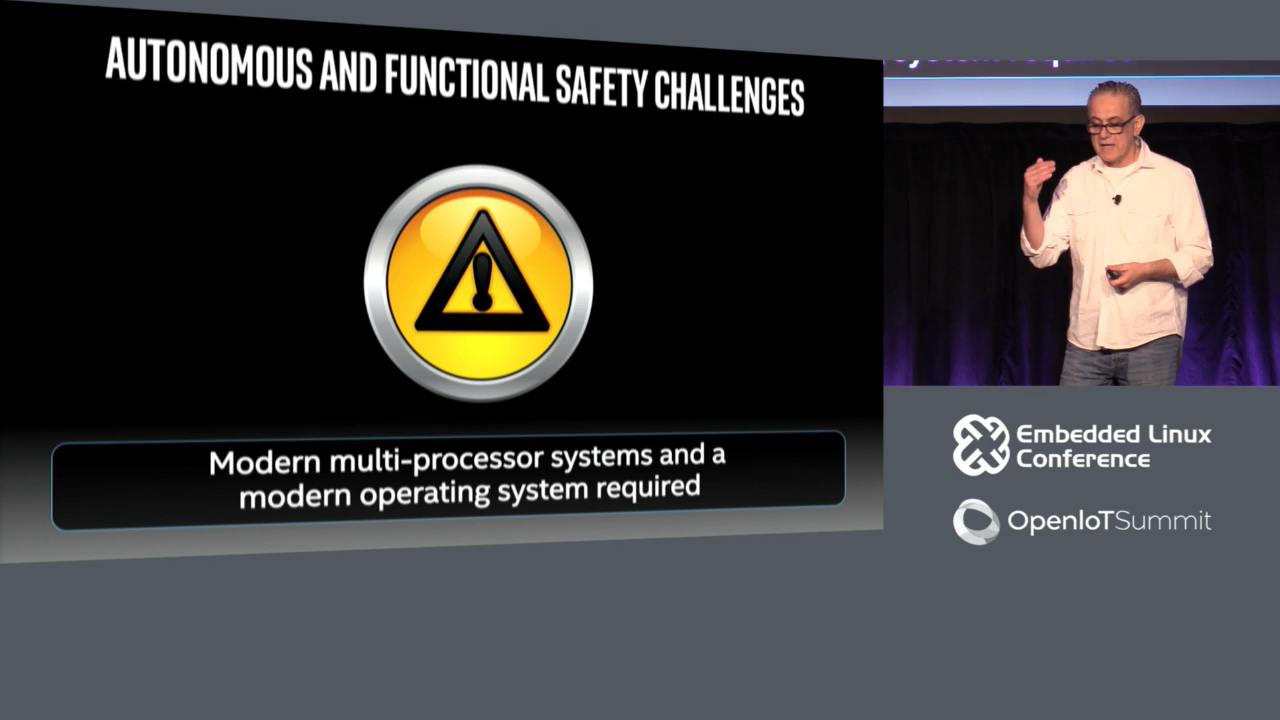 AUTONOMOUS AND FUNCTIONAL SAFETY CHALLENGES
Modern multi-processor systems and a
modern operating system required
Embedded Linux
Conference
OpenIoTSummit